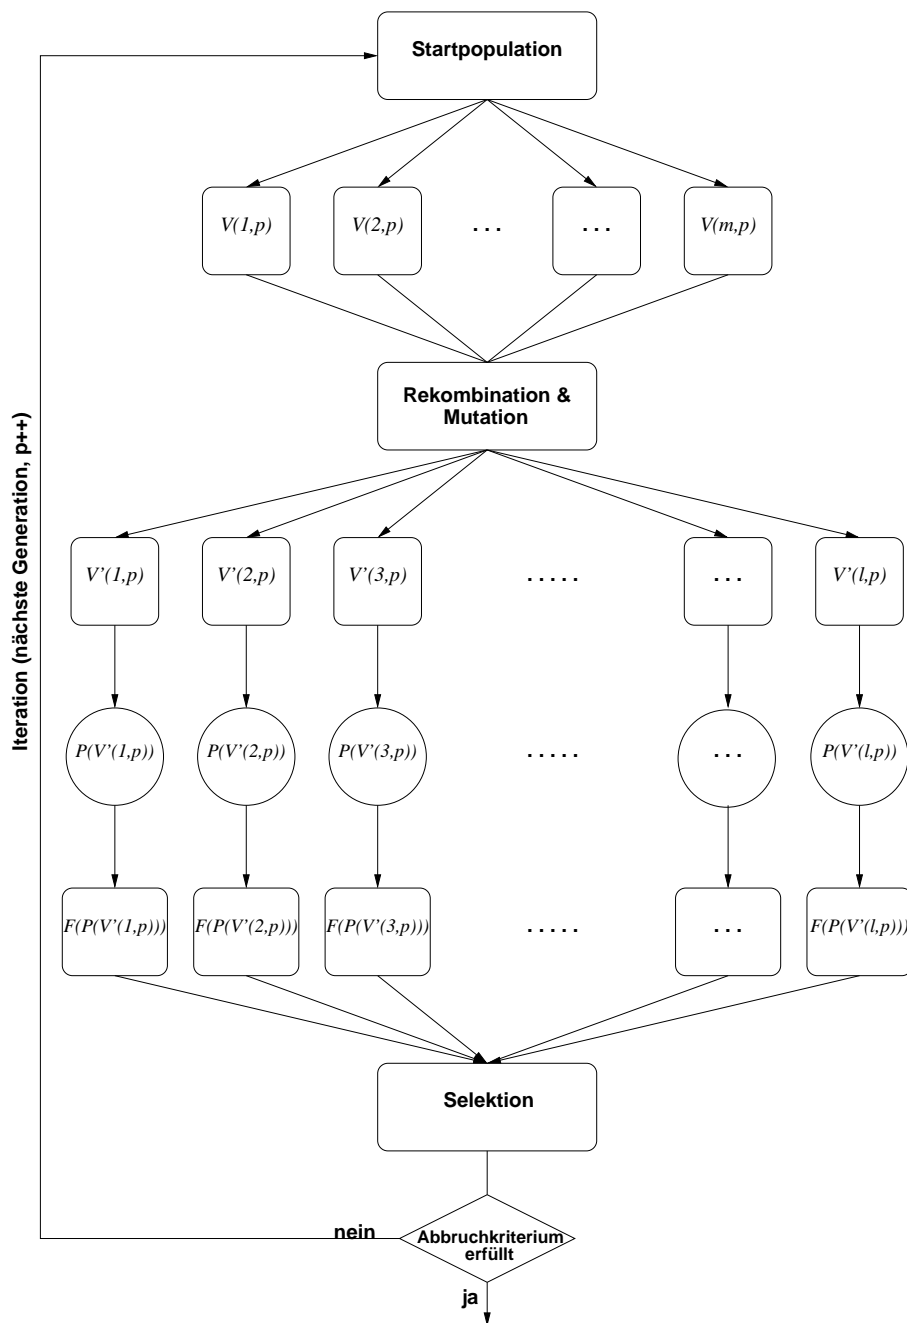 Startpopulation
V(1,p) V(2,p) . . . . . . V(m,p)
Rekombination &
Mutation
Iteration (nächste Generation, p++)
V'(1,p) V'(2,p) V'(3,p) . . . . . . . . V'(l,p)
P(V'(1,p)) P(V'(2,p)) P(V'(3,p)) . . . . . . . . P(V'(l,p))
F(P(V'(1,p))) F(P(V'(2,p))) F(P(V'(3,p))) . . . . . . . . F(P(V'(l,p)))
Selektion
nein
Abbruchkriterium
erfüllt
ja